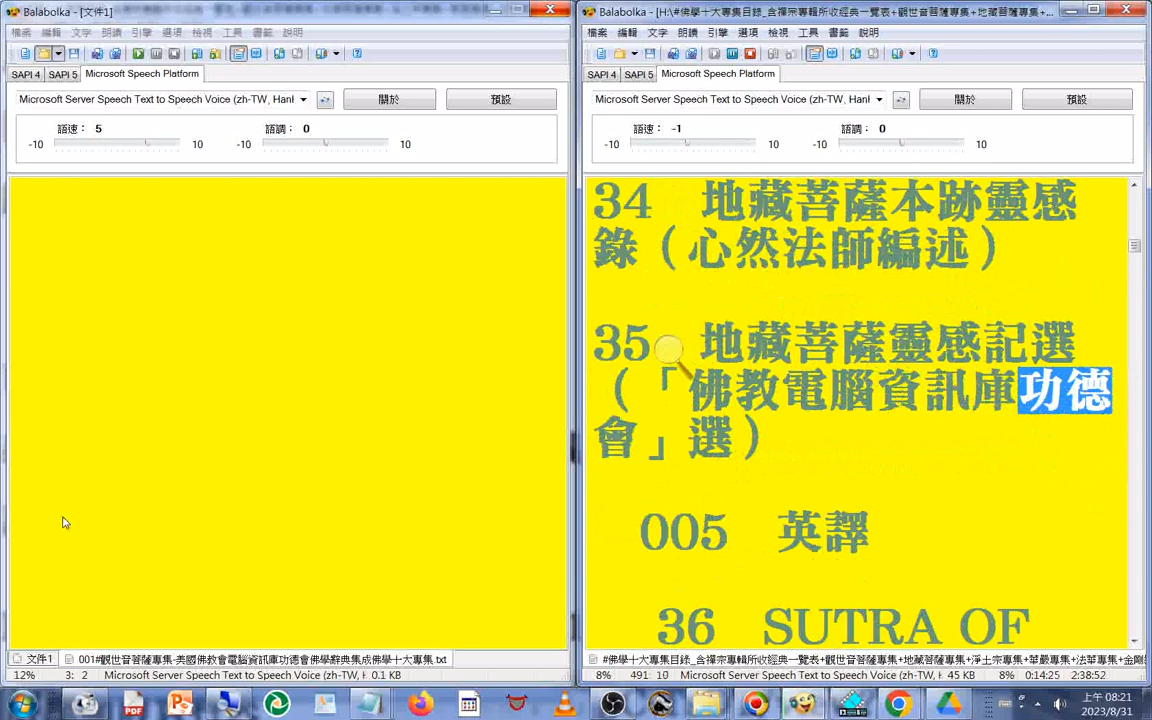 Balabolka - [文件1]
檔案 編輯 文字 朗讀 引擎 選項 檢視 工具 書籤 說明
SAPI 4 SAPI 5 Microsoft Speech Platform
Microsoft Server Speech Text to Speech Voice (zh-TW, Hanl
關於 預設
語速： 5 語調： 0
-10 10 -10 10
文件1 001#觀世音菩薩專集-美國佛教會電腦資訊庫功德會佛學辭典集成佛學十大專集.txt
12% 3: 2 Microsoft Server Speech Text to Speech Voice (zh-TW, H 0.1 KB
Balabolka - [H:\#佛學十大專集目錄_含禪宗專輯所收經典一覽表+觀世音菩薩專集+地藏菩薩專集+...
檔案 編輯 文字 朗讀 引擎 選項 檢視 工具 書籤 說明
SAPI 4 SAPI 5 Microsoft Speech Platform
Microsoft Server Speech Text to Speech Voice (zh-TW, Hanl
關於 預設
語速： -1 語調： 0
-10 10 -10 10
34 地藏菩薩本跡靈感
錄（心然法師編述）
35 地藏菩薩靈感記選
（「佛教電腦資訊庫功德
會」選）
005 英譯
36 SUTRA OF
#佛學十大專集目錄_含禪宗專輯所收經典一覽表+觀世音菩薩專集+地藏菩薩專集+淨土宗專集+華嚴專集+法華專集+金剛
8% 491: 10 Microsoft Server Speech Text to Speech Voice (zh-TW, H 45 KB 8% 0:14:25 2:38:52
上午 08:21
2023/8/31